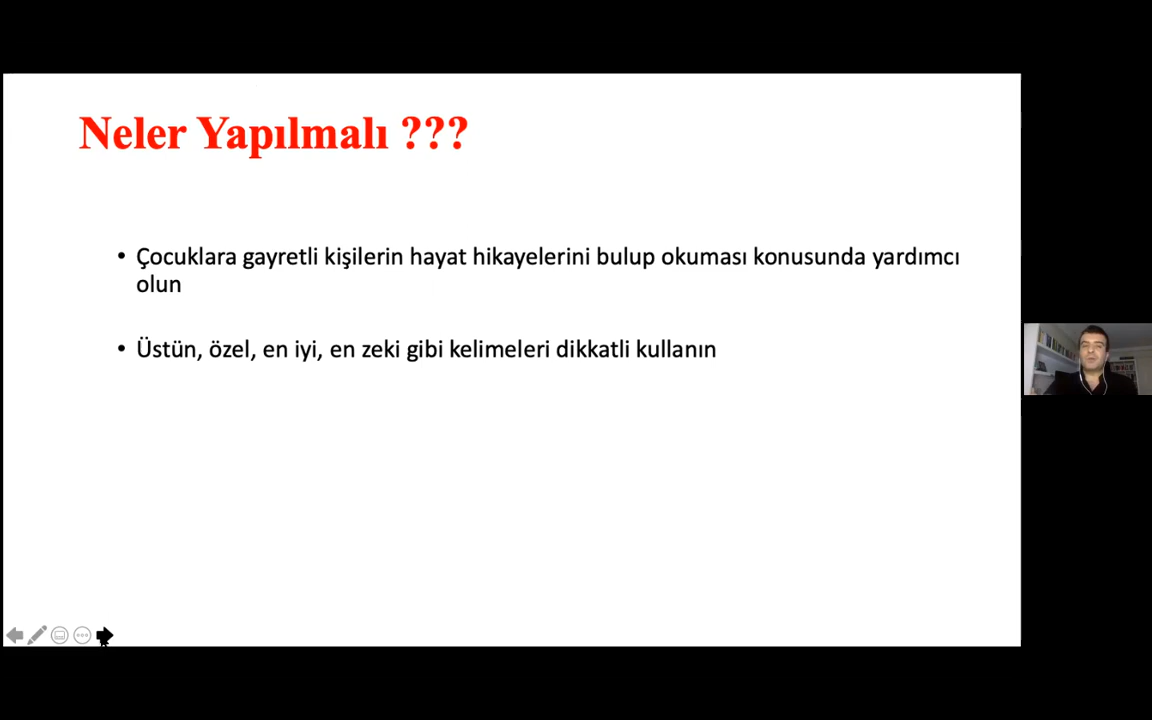 Neler Yapılmalı ???
• Çocuklara gayretli kişilerin hayat hikayelerini bulup okuması konusunda yardımcı
olun
• Üstün, özel, en iyi, en zeki gibi kelimeleri dikkatli kullanın